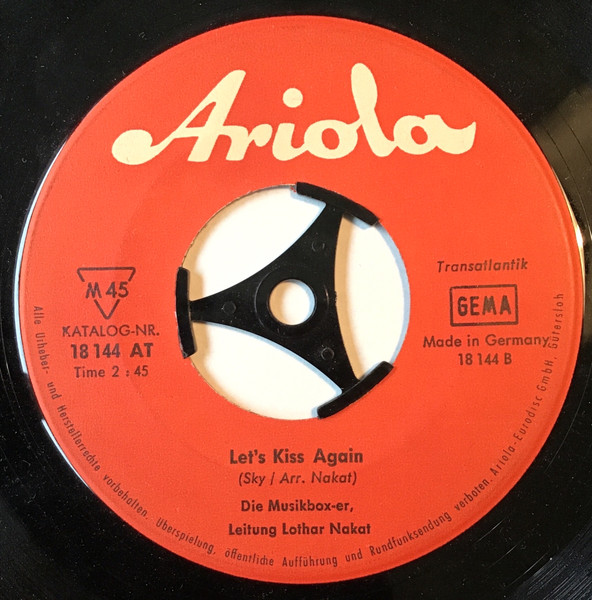 Ariola
M 45
KATALOG-NR.
18 144 AT
Time 2 : 45
Transatlantik
GEMA
Made in Germany
18 144 B
Let's Kiss Again
(Sky / Arr. Nakat)
Die Musikbox-er,
Leitung Lothar Nakat
Alle Urheber- und Herstellerrechte vorbehalten. Überspielung, öffentliche Aufführung und Rundfunksendung verboten. Ariola-Eurodisc GmbH, Gütersloh